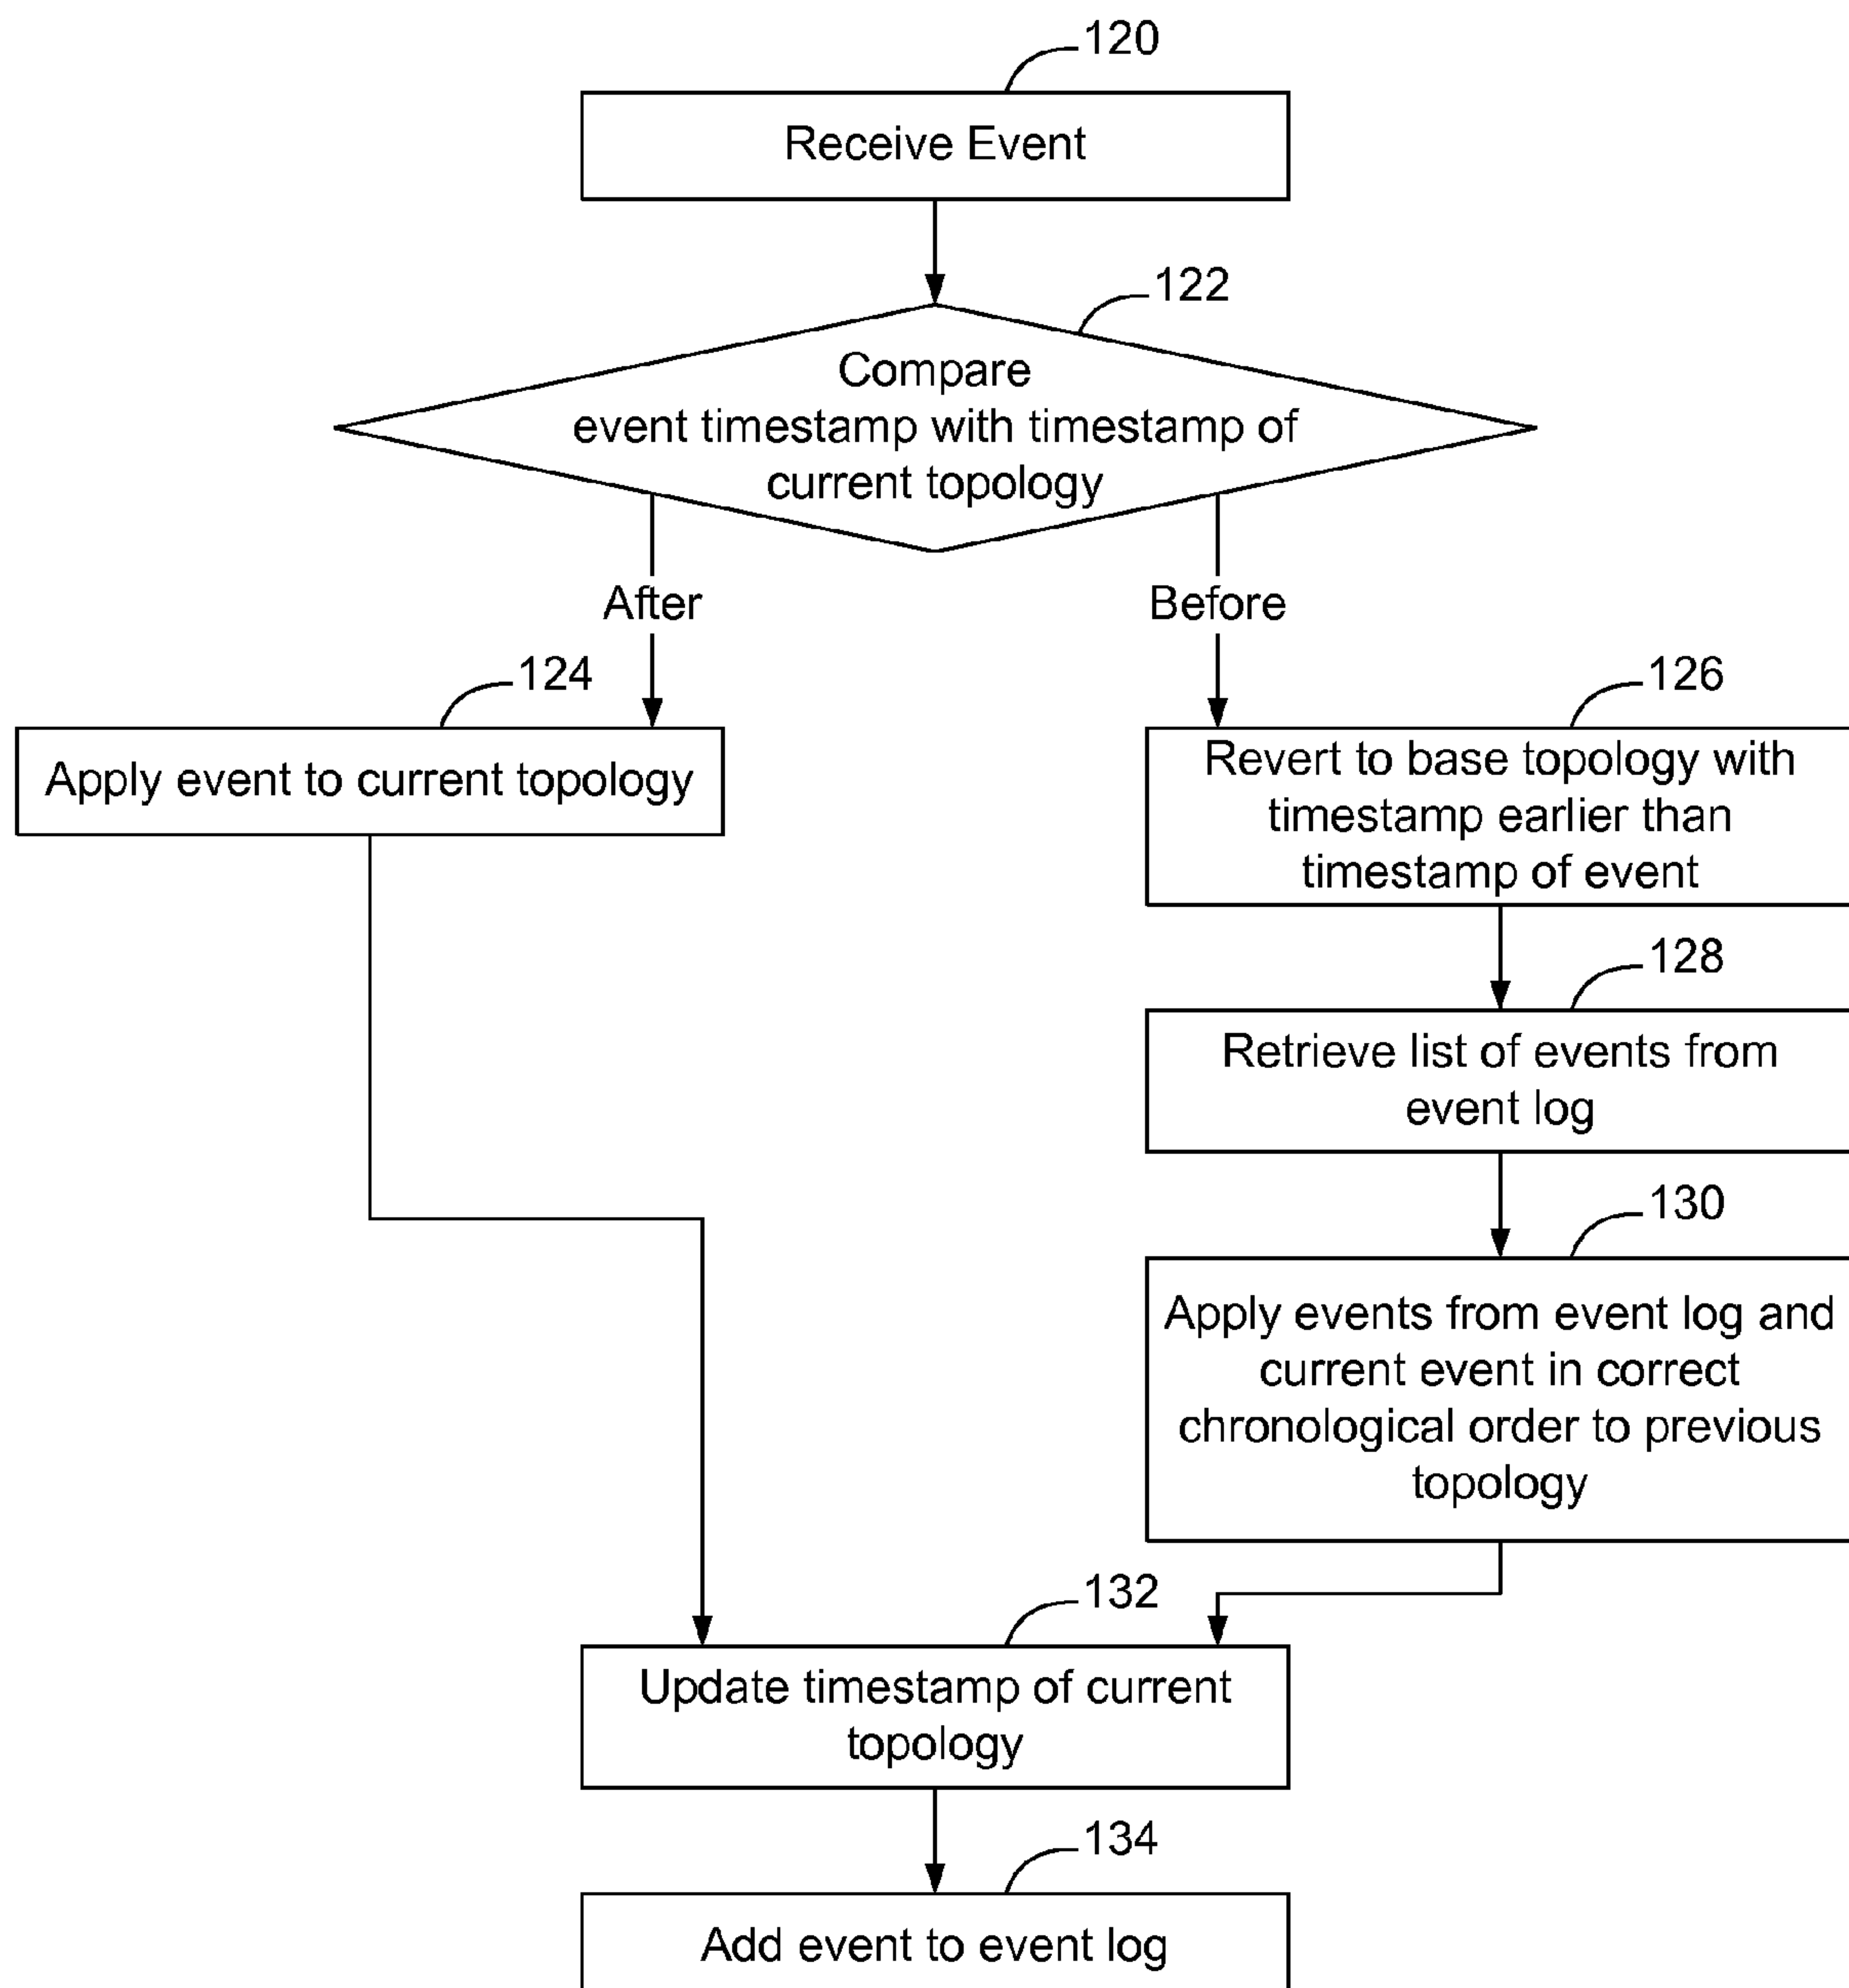 120
Receive Event
122
Compare
event timestamp with timestamp of
current topology
After
Before
124
Apply event to current topology
126
Revert to base topology with
timestamp earlier than
timestamp of event
128
Retrieve list of events from
event log
130
Apply events from event log and
current event in correct
chronological order to previous
topology
132
Update timestamp of current
topology
134
Add event to event log